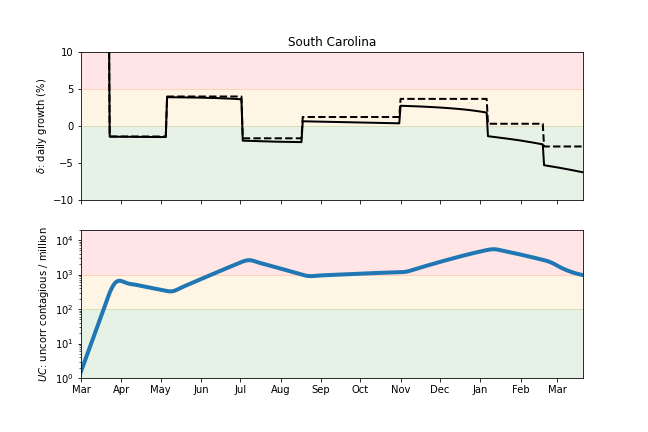 South Carolina
δ: daily growth (%)
10
5
0
−5
−10
UC: uncorr contagious / million
10⁴
10³
10²
10¹
10⁰
Mar Apr May Jun Jul Aug Sep Oct Nov Dec Jan Feb Mar